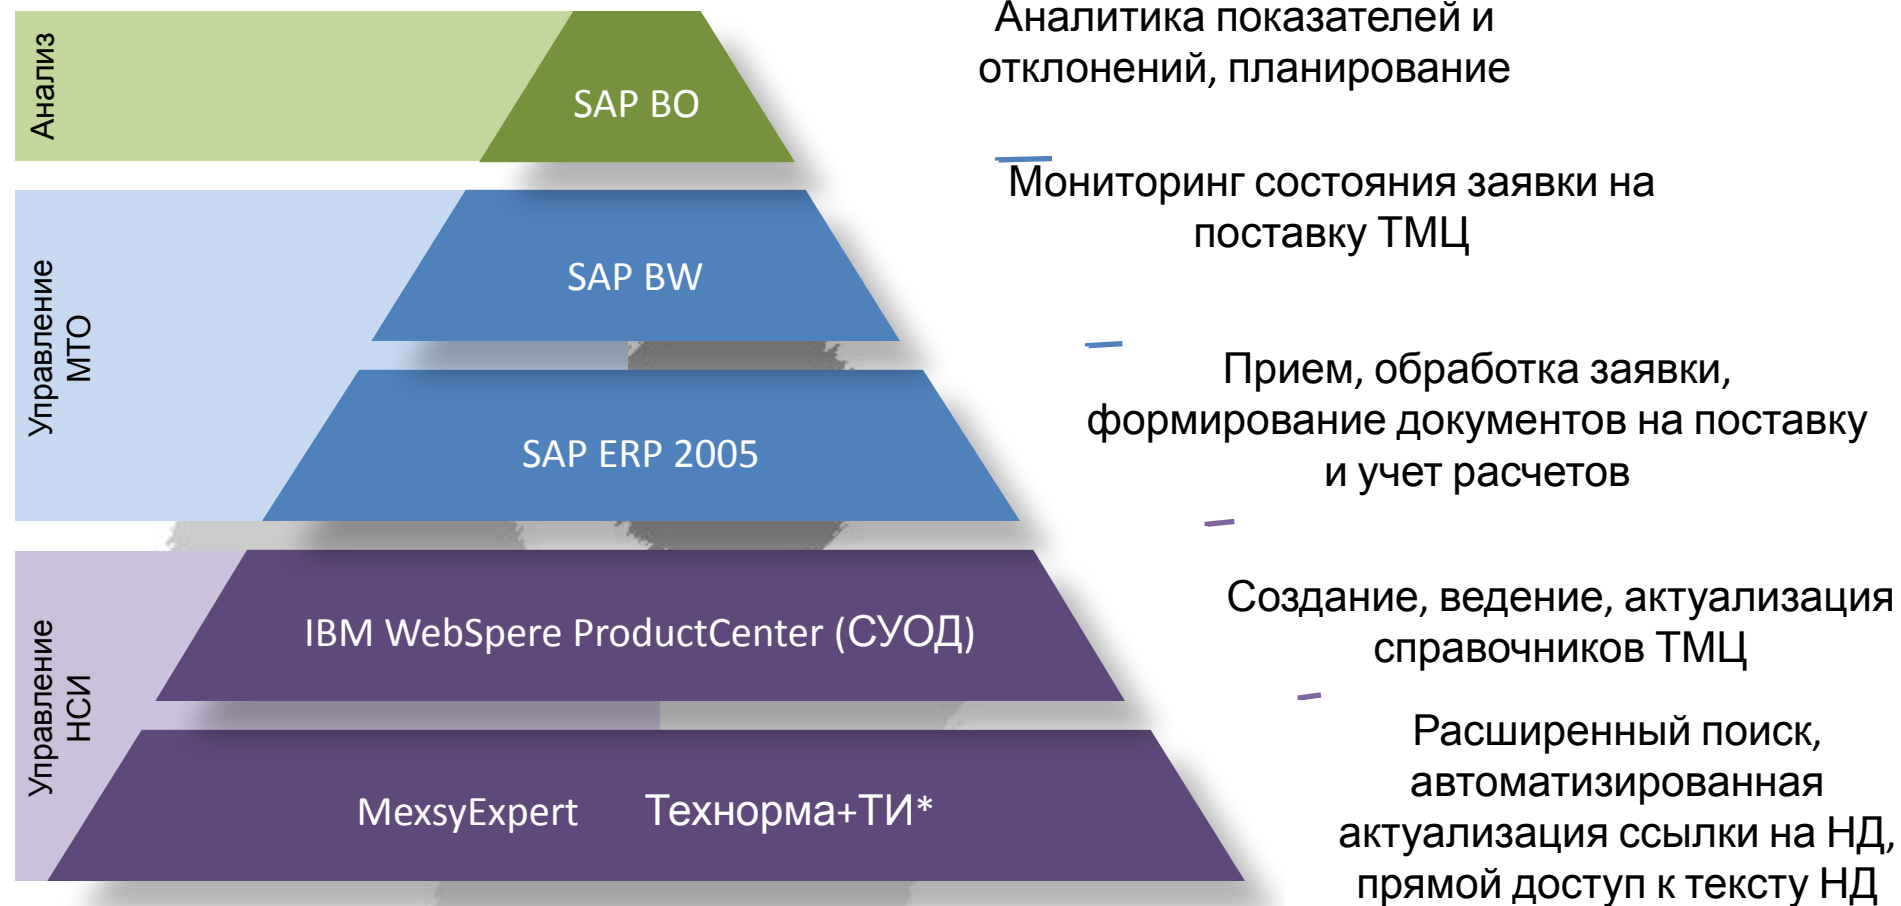 Анализ
SAP BO
Аналитика показателей и
отклонений, планирование
Управление
МТО
SAP BW
Мониторинг состояния заявки на
поставку ТМЦ
SAP ERP 2005
Прием, обработка заявки,
формирование документов на поставку
и учет расчетов
Управление
НСИ
IBM WebSpere ProductCenter (СУОД)
Создание, ведение, актуализация
справочников ТМЦ
MexsyExpert Технорма+ТИ*
Расширенный поиск,
автоматизированная
актуализация ссылки на НД,
прямой доступ к тексту НД